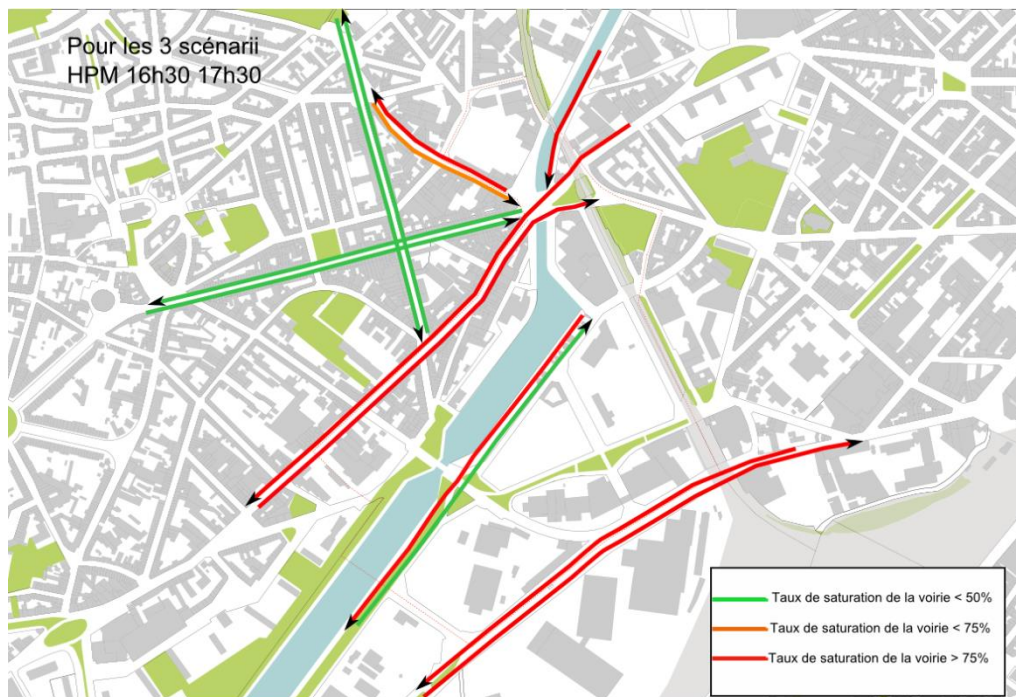 Pour les 3 scénarii
HPM 16h30 17h30
Taux de saturation de la voirie < 50%
Taux de saturation de la voirie < 75%
Taux de saturation de la voirie > 75%